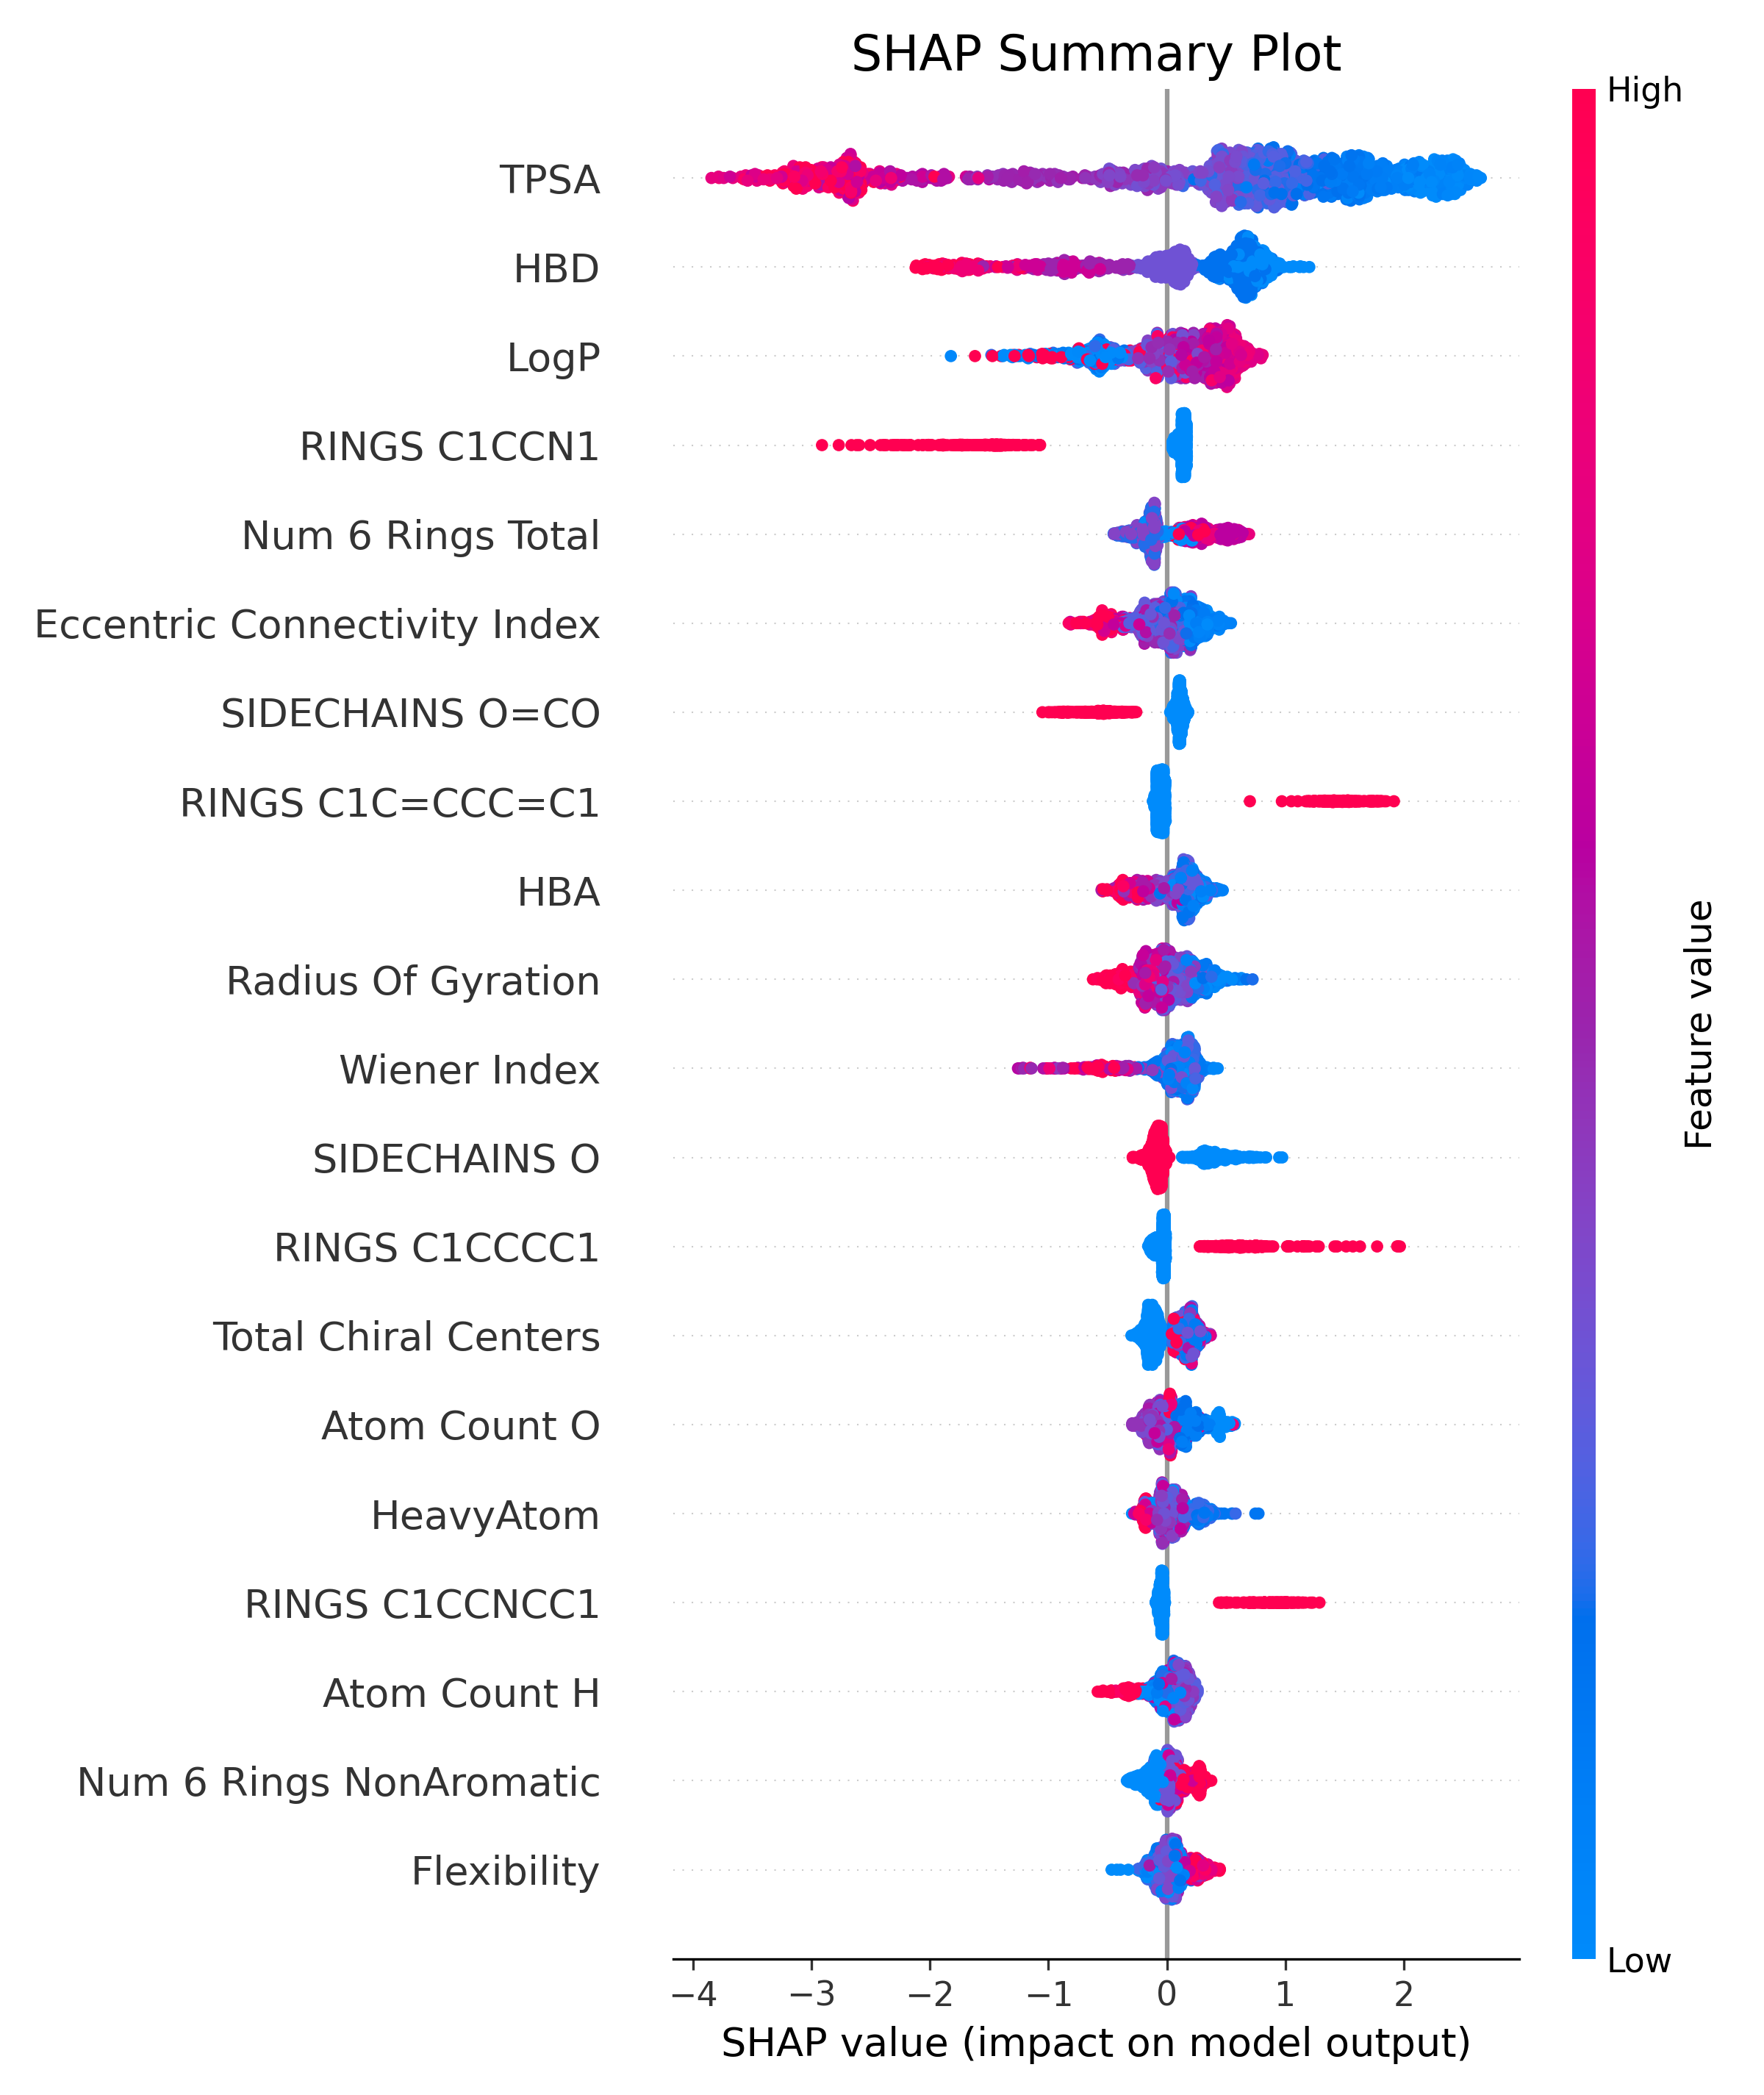 SHAP Summary Plot
High
TPSA
HBD
LogP
RINGS C1CCN1
Num 6 Rings Total
Eccentric Connectivity Index
SIDECHAINS O=CO
RINGS C1C=CCC=C1
HBA
Radius Of Gyration
Wiener Index
SIDECHAINS O
RINGS C1CCCC1
Total Chiral Centers
Atom Count O
HeavyAtom
RINGS C1CCNCC1
Atom Count H
Num 6 Rings NonAromatic
Flexibility
Feature value
Low
−4 −3 −2 −1 0 1 2
SHAP value (impact on model output)